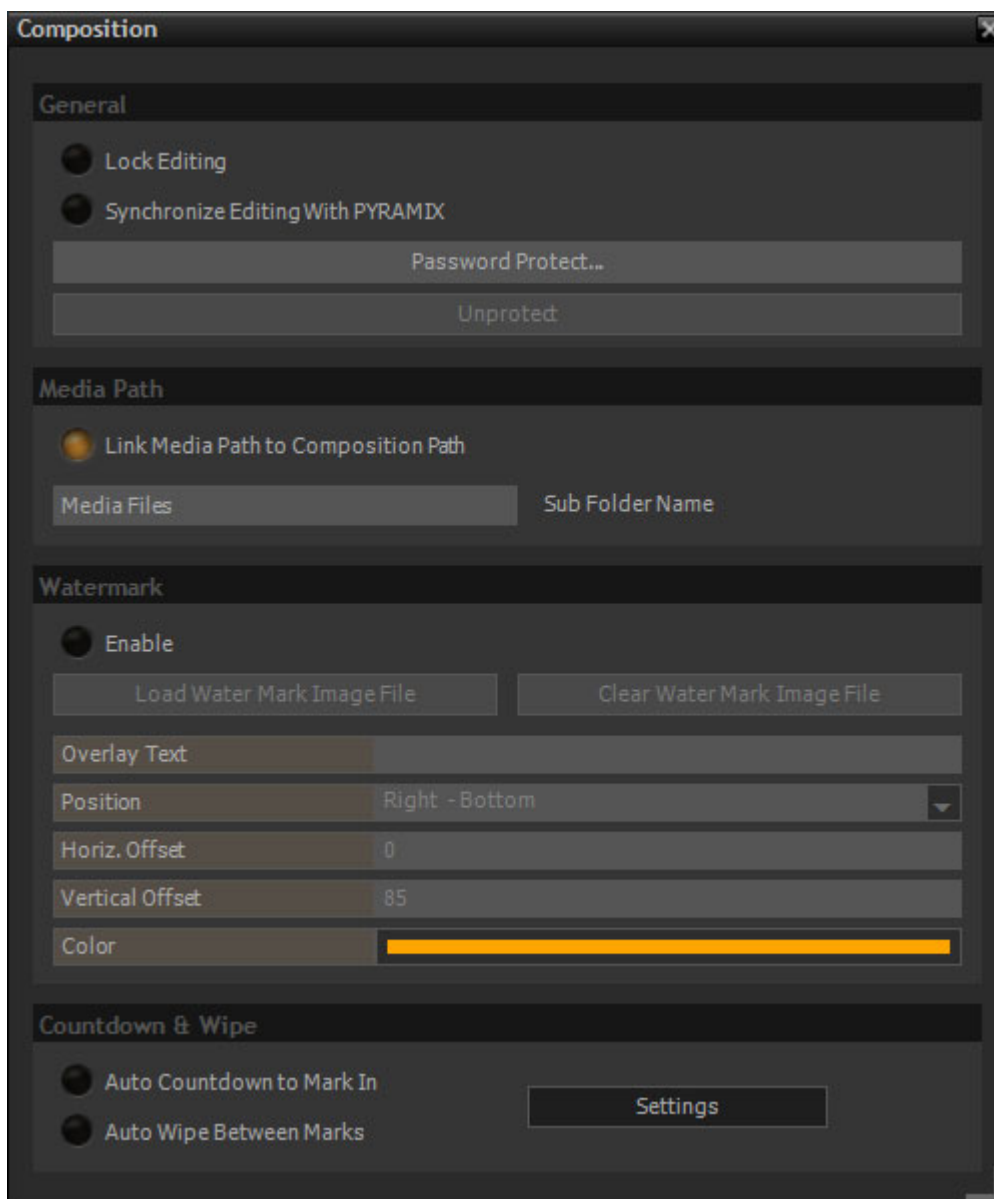 Composition
General
Lock Editing
Synchronize Editing With PYRAMIX
Password Protect...
Unprotect
Media Path
Link Media Path to Composition Path
Media Files Sub Folder Name
Watermark
Enable
Load Water Mark Image File Clear Water Mark Image File
Overlay Text
Position Right - Bottom
Horiz. Offset 0
Vertical Offset 85
Color
Countdown & Wipe
Auto Countdown to Mark In
Settings
Auto Wipe Between Marks